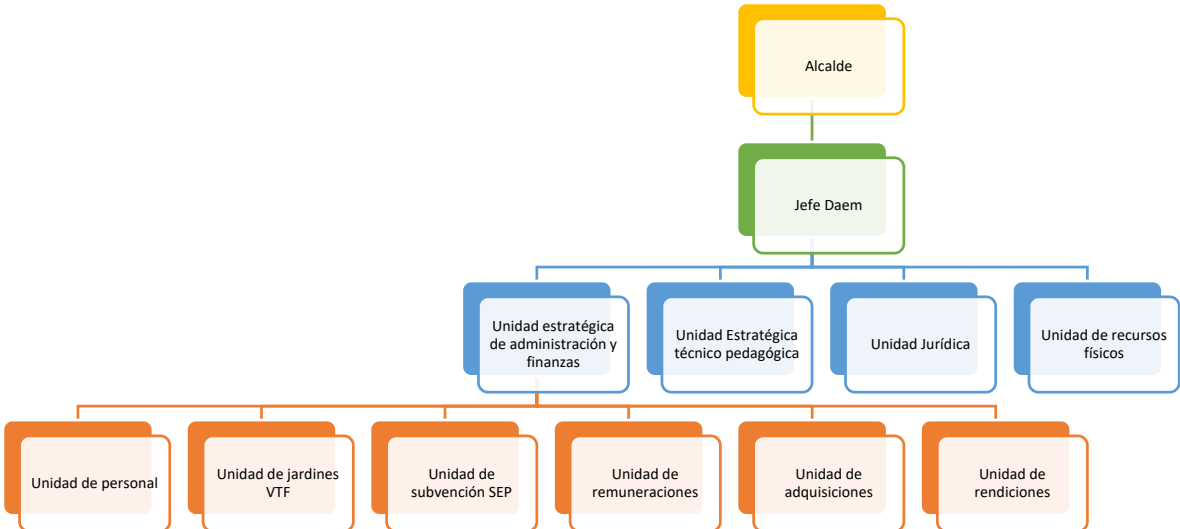 Alcalde
Jefe Daem
Unidad estratégica
de administración y
finanzas
Unidad Estratégica
técnico pedagógica
Unidad Jurídica
Unidad de recursos
físicos
Unidad de personal
Unidad de jardines
VTF
Unidad de
subvención SEP
Unidad de
remuneraciones
Unidad de
adquisiciones
Unidad de
rendiciones